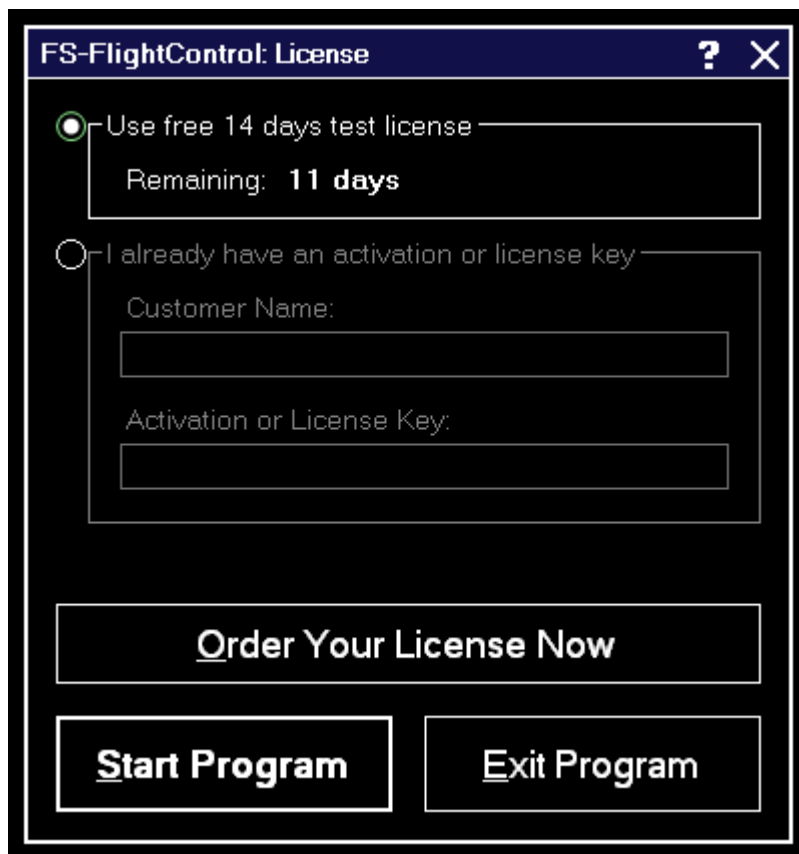 FS-FlightControl: License ?
Use free 14 days test license
Remaining: 11 days
I already have an activation or license key
Customer Name:
Activation or License Key:
Order Your License Now
Start Program Exit Program